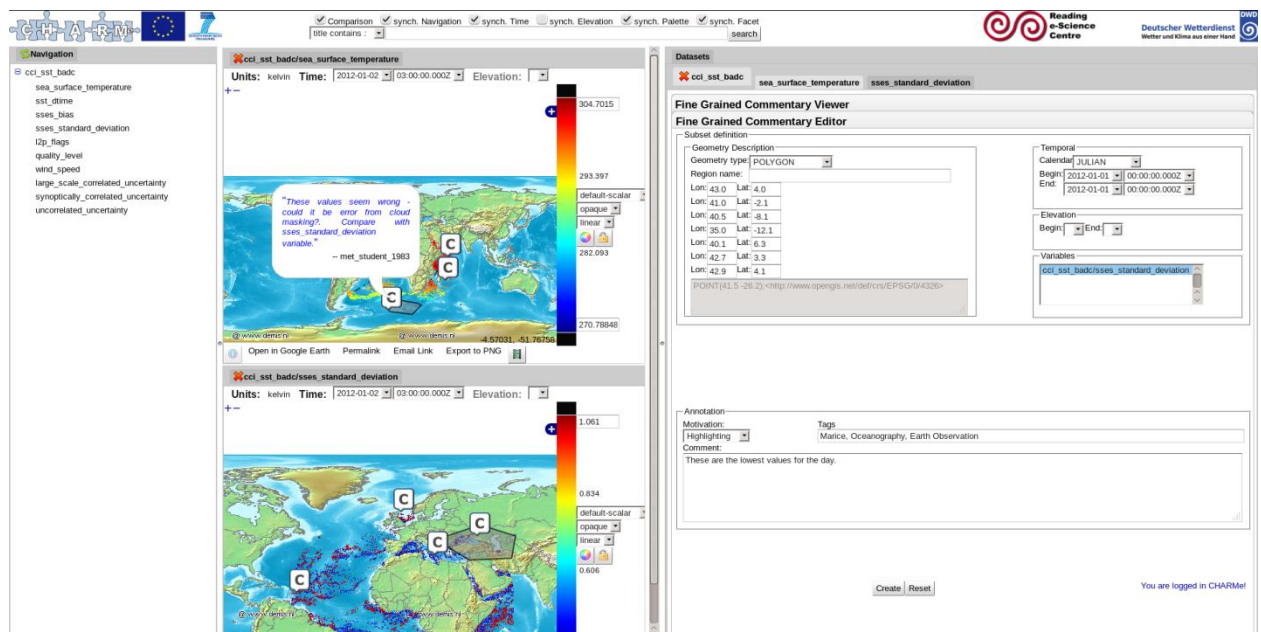 CHARMe
Comparison synch. Navigation synch. Time synch. Elevation synch. Palette synch. Facet
title contains :
search
Reading
e-Science
Centre
Deutscher Wetterdienst
Wetter und Klima aus einer Hand
DWD
Navigation
cci_sst_badc
sea_surface_temperature
sst_dtime
sses_bias
sses_standard_deviation
l2p_flags
quality_level
wind_speed
large_scale_correlated_uncertainty
synoptically_correlated_uncertainty
uncorrelated_uncertainty
cci_sst_badc/sea_surface_temperature
Units: kelvin Time: 2012-01-02 03:00:00.000Z Elevation:
+−
304.7015
293.397
default-scalar
opaque
linear
282.093
270.78848
"These values seem wrong -
could it be error from cloud
masking?. Compare with
sses_standard_deviation
variable."
-- met_student_1983
C
C
C
@ www.demis.nl @ www.demis.nl -4.57031, -51.76758
Open in Google Earth Permalink Email Link Export to PNG
cci_sst_badc/sses_standard_deviation
Units: kelvin Time: 2012-01-02 03:00:00.000Z Elevation:
+−
1.061
0.834
default-scalar
opaque
linear
0.606
C
C
C
C
@ www.demis.nl www.demis.nl
Datasets
cci_sst_badc sea_surface_temperature sses_standard_deviation
Fine Grained Commentary Viewer
Fine Grained Commentary Editor
Subset definition
Geometry Description
Geometry type: POLYGON
Region name:
Lon: 43.0 Lat: 4.0
Lon: 41.0 Lat: -2.1
Lon: 40.5 Lat: -8.1
Lon: 35.0 Lat: -12.1
Lon: 40.1 Lat: 6.3
Lon: 42.7 Lat: 3.3
Lon: 42.9 Lat: 4.1
POINT(41.5 -26.2);<http://www.opengis.net/def/crs/EPSG/0/4326>
Temporal
Calendar JULIAN
Begin: 2012-01-01 00:00:00.000Z
End: 2012-01-01 00:00:00.000Z
Elevation
Begin: End:
Variables
cci_sst_badc/sses_standard_deviation
Annotation
Motivation: Tags
Highlighting Marice, Oceanography, Earth Observation
Comment:
These are the lowest values for the day.
Create Reset
You are logged in CHARMe!